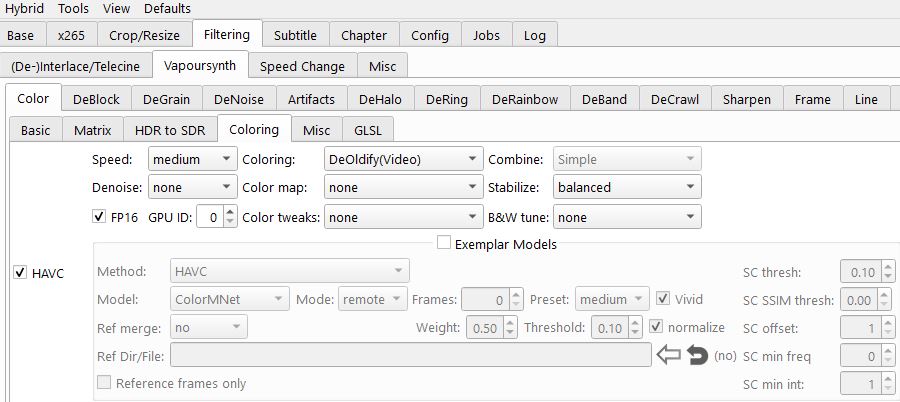 Hybrid Tools View Defaults
Base x265 Crop/Resize Filtering Subtitle Chapter Config Jobs Log
(De-)Interlace/Telecine Vapoursynth Speed Change Misc
Color DeBlock DeGrain DeNoise Artifacts DeHalo DeRing DeRainbow DeBand DeCrawl Sharpen Frame Line
Basic Matrix HDR to SDR Coloring Misc GLSL
Speed: medium Coloring: DeOldify(Video) Combine: Simple
Denoise: none Color map: none Stabilize: balanced
FP16 GPU ID: 0 Color tweaks: none B&W tune: none
Exemplar Models
HAVC Method: HAVC SC thresh: 0.10
Model: ColorMNet Mode: remote Frames: 0 Preset: medium Vivid SC SSIM thresh: 0.00
Ref merge: no Weight: 0.50 Threshold: 0.10 normalize SC offset: 1
Ref Dir/File: (no) SC min freq 0
Reference frames only SC min int: 1